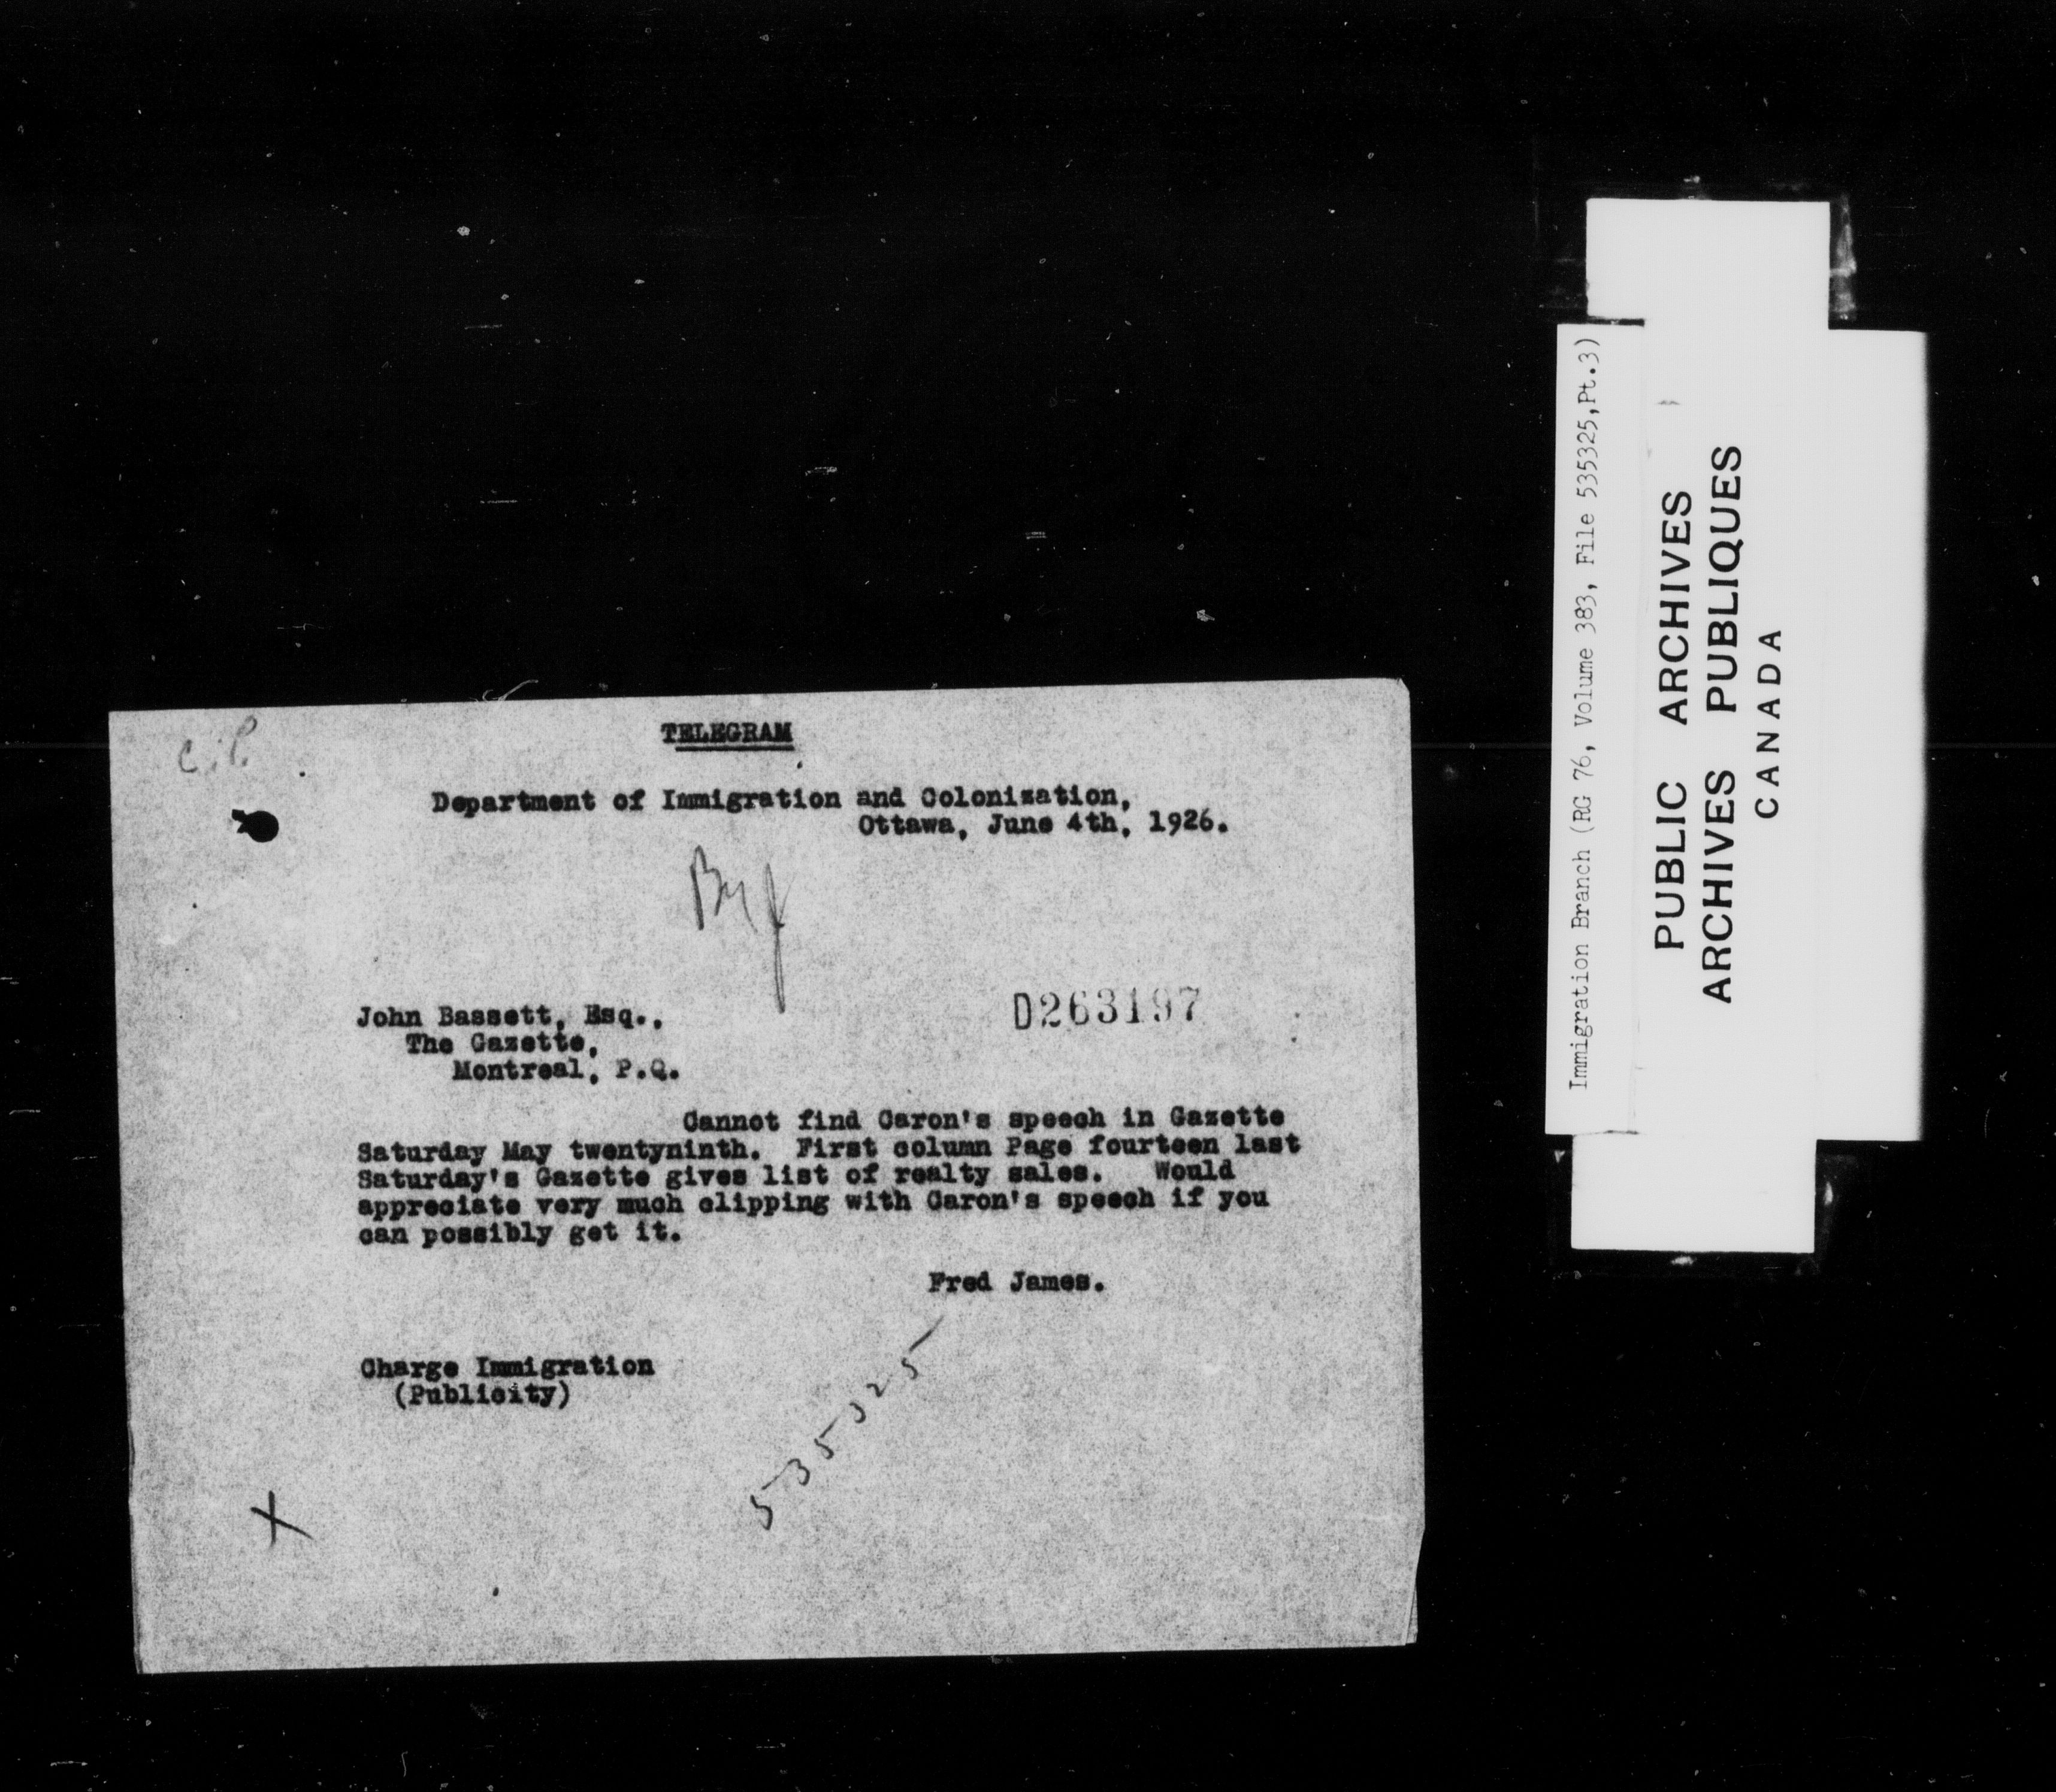 TELEGRAM
Department of Immigration and Colonization,
Ottawa, June 4th, 1926.
D263197
John Bassett, Esq.,
The Gazette,
Montreal, P.Q.
Cannot find Caron's speech in Gazette
Saturday May twentyninth. First column Page fourteen last
Saturday's Gazette gives list of realty sales. Would
appreciate very much clipping with Caron's speech if you
can possibly get it.
Fred James.
Charge Immigration
(Publicity)
535325
X
Immigration Branch (RG 76, Volume 383, File 535325,Pt.3)
PUBLIC ARCHIVES
ARCHIVES PUBLIQUES
CANADA